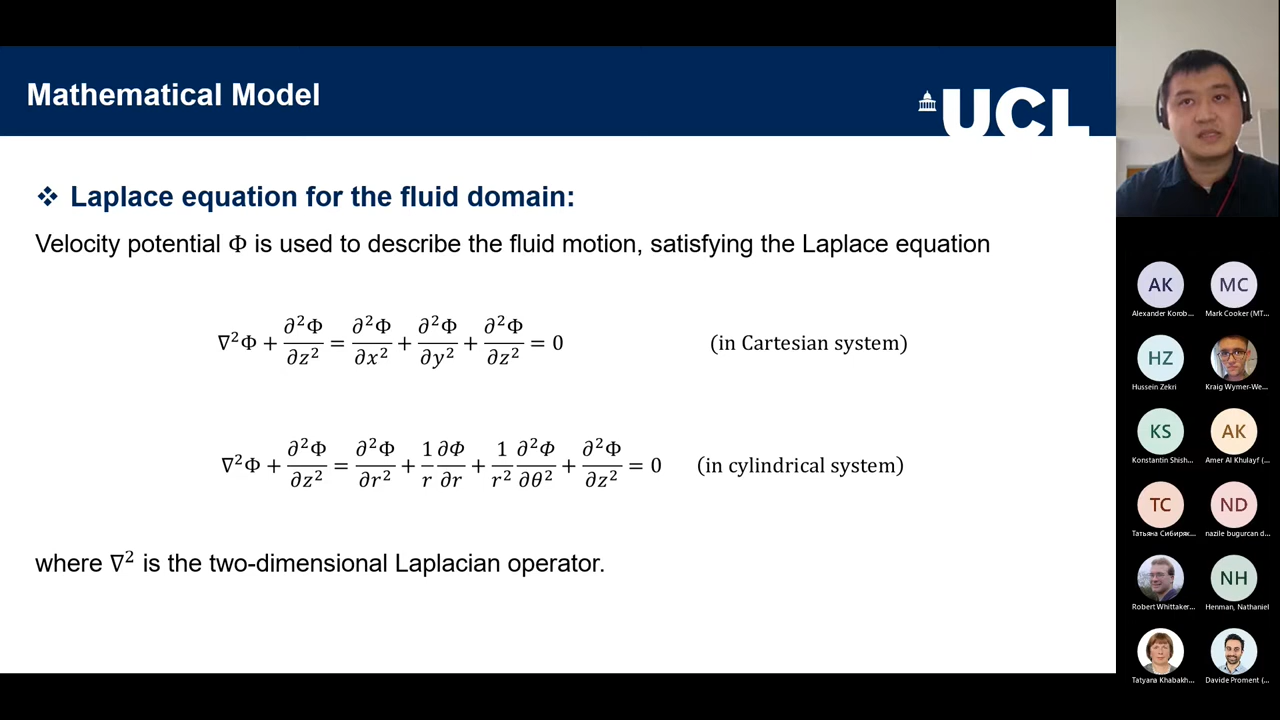 Mathematical Model
UCL
❖ Laplace equation for the fluid domain:
Velocity potential Φ is used to describe the fluid motion, satisfying the Laplace equation
∇²Φ + ∂²Φ/∂z² = ∂²Φ/∂x² + ∂²Φ/∂y² + ∂²Φ/∂z² = 0 (in Cartesian system)
∇²Φ + ∂²Φ/∂z² = ∂²Φ/∂r² + 1/r ∂Φ/∂r + 1/r² ∂²Φ/∂θ² + ∂²Φ/∂z² = 0 (in cylindrical system)
where ∇² is the two-dimensional Laplacian operator.
AK
MC
Alexander Korob...
Mark Cooker (MT...
HZ
Hussein Zekri
Kraig Wymer-We...
KS
AK
Konstantin Shish...
Amer Al Khulayf (...
TC
ND
Татьяна Сибиряк...
nazile bugurcan d...
NH
Robert Whittaker...
Henman, Nathaniel
Tatyana Khabakh...
Davide Proment (...